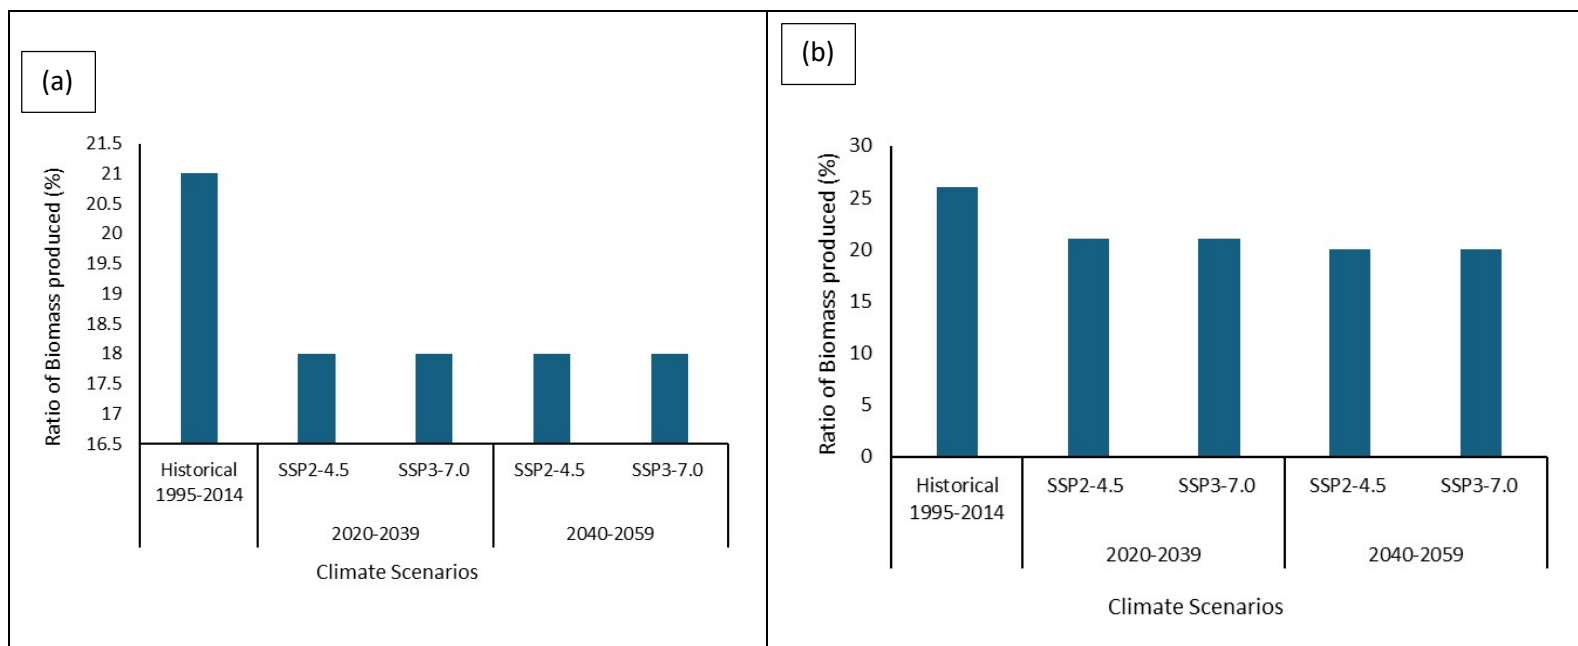 (a)
Ratio of Biomass produced (%)
21.5
21
20.5
20
19.5
19
18.5
18
17.5
17
16.5
Historical
1995-2014
SSP2-4.5
SSP3-7.0
SSP2-4.5
SSP3-7.0
2020-2039
2040-2059
Climate Scenarios
(b)
Ratio of Biomass produced (%)
30
25
20
15
10
5
0
Historical
1995-2014
SSP2-4.5
SSP3-7.0
SSP2-4.5
SSP3-7.0
2020-2039
2040-2059
Climate Scenarios